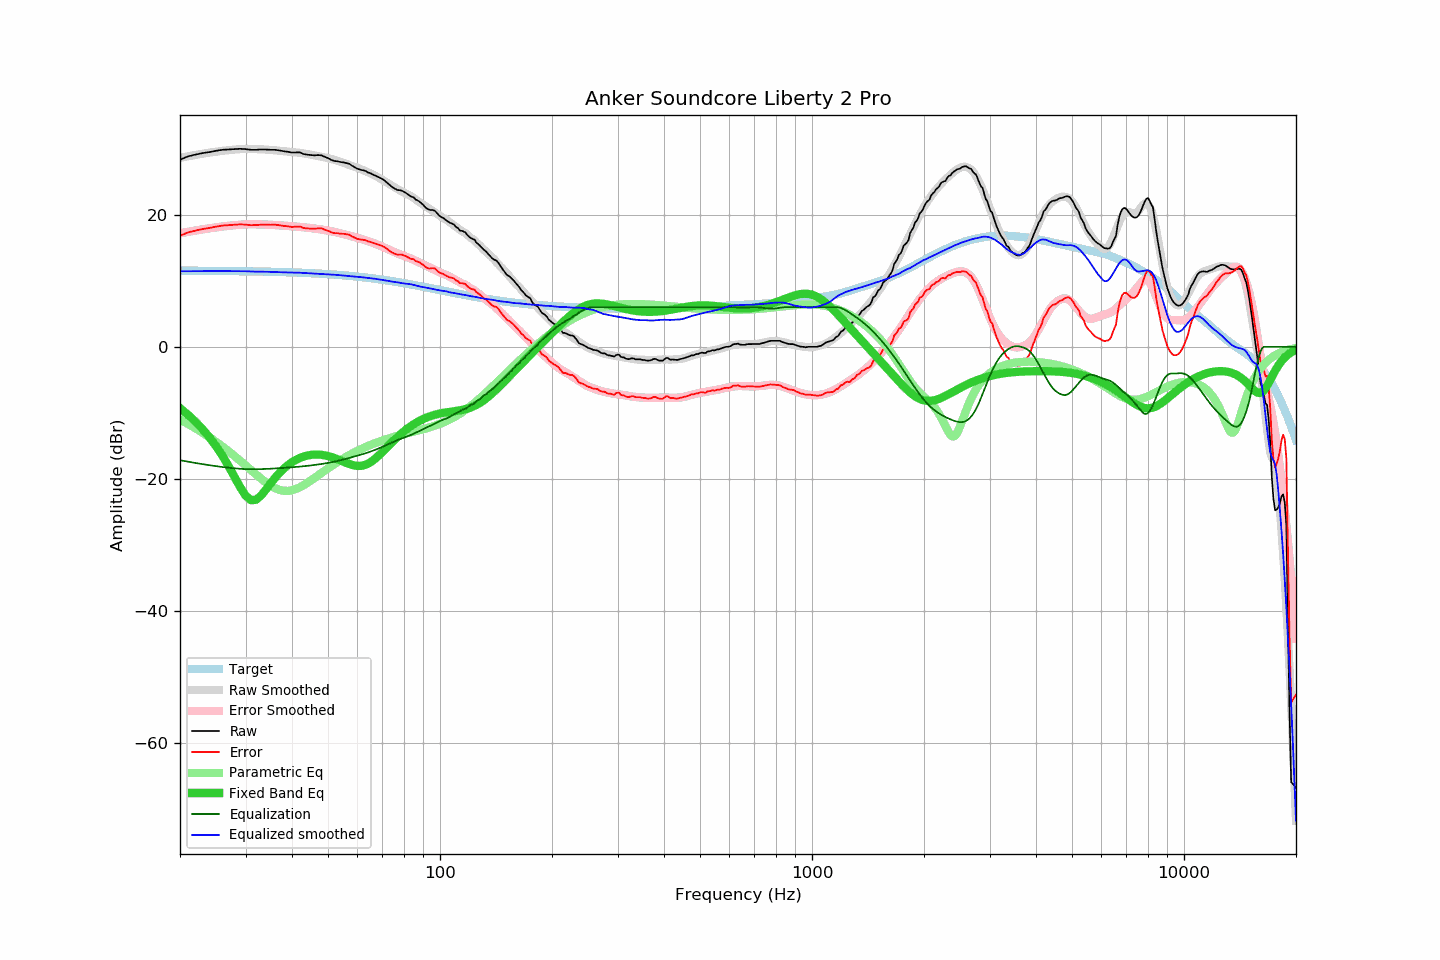 Anker Soundcore Liberty 2 Pro
20
0
−20
−40
−60
Amplitude (dBr)
Target
Raw Smoothed
Error Smoothed
Raw
Error
Parametric Eq
Fixed Band Eq
Equalization
Equalized smoothed
100
1000
10000
Frequency (Hz)